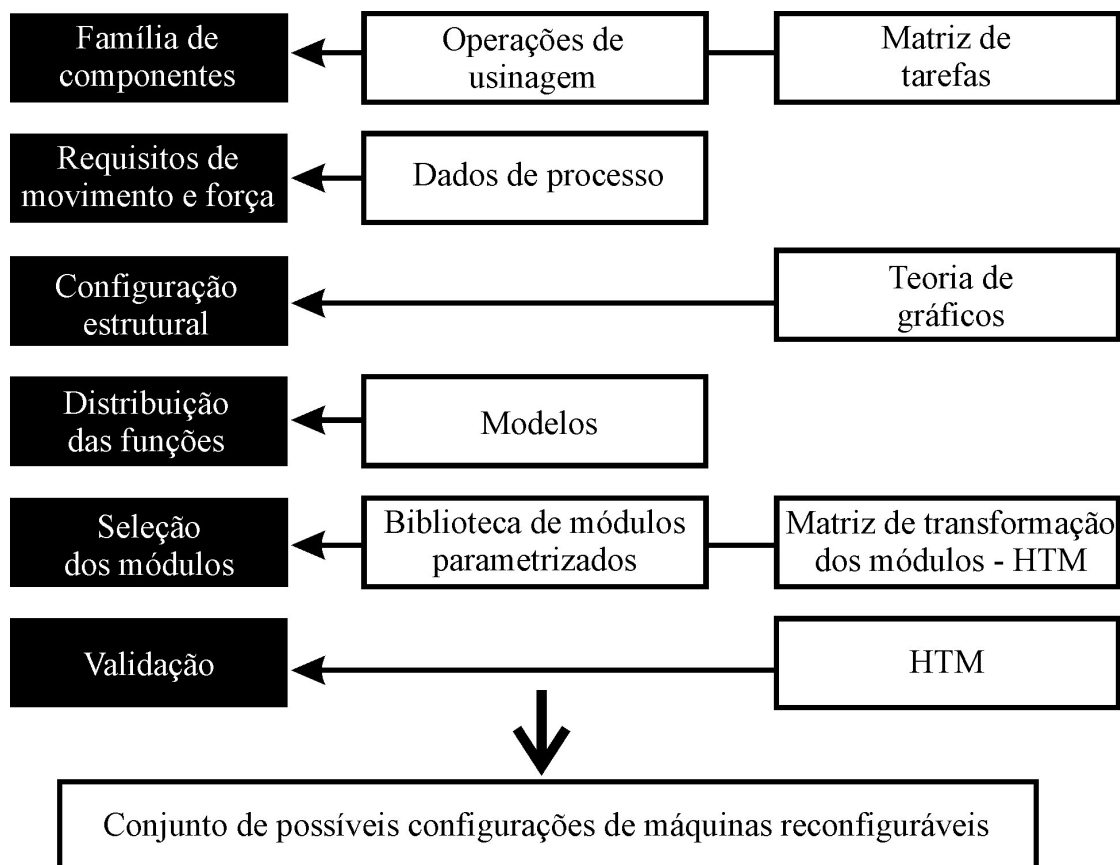 Família de
componentes
Operações de
usinagem
Matriz de
tarefas
Requisitos de
movimento e força
Dados de processo
Configuração
estrutural
Teoria de
gráficos
Distribuição
das funções
Modelos
Seleção
dos módulos
Biblioteca de módulos
parametrizados
Matriz de transformação
dos módulos - HTM
Validação
HTM
Conjunto de possíveis configurações de máquinas reconfiguráveis